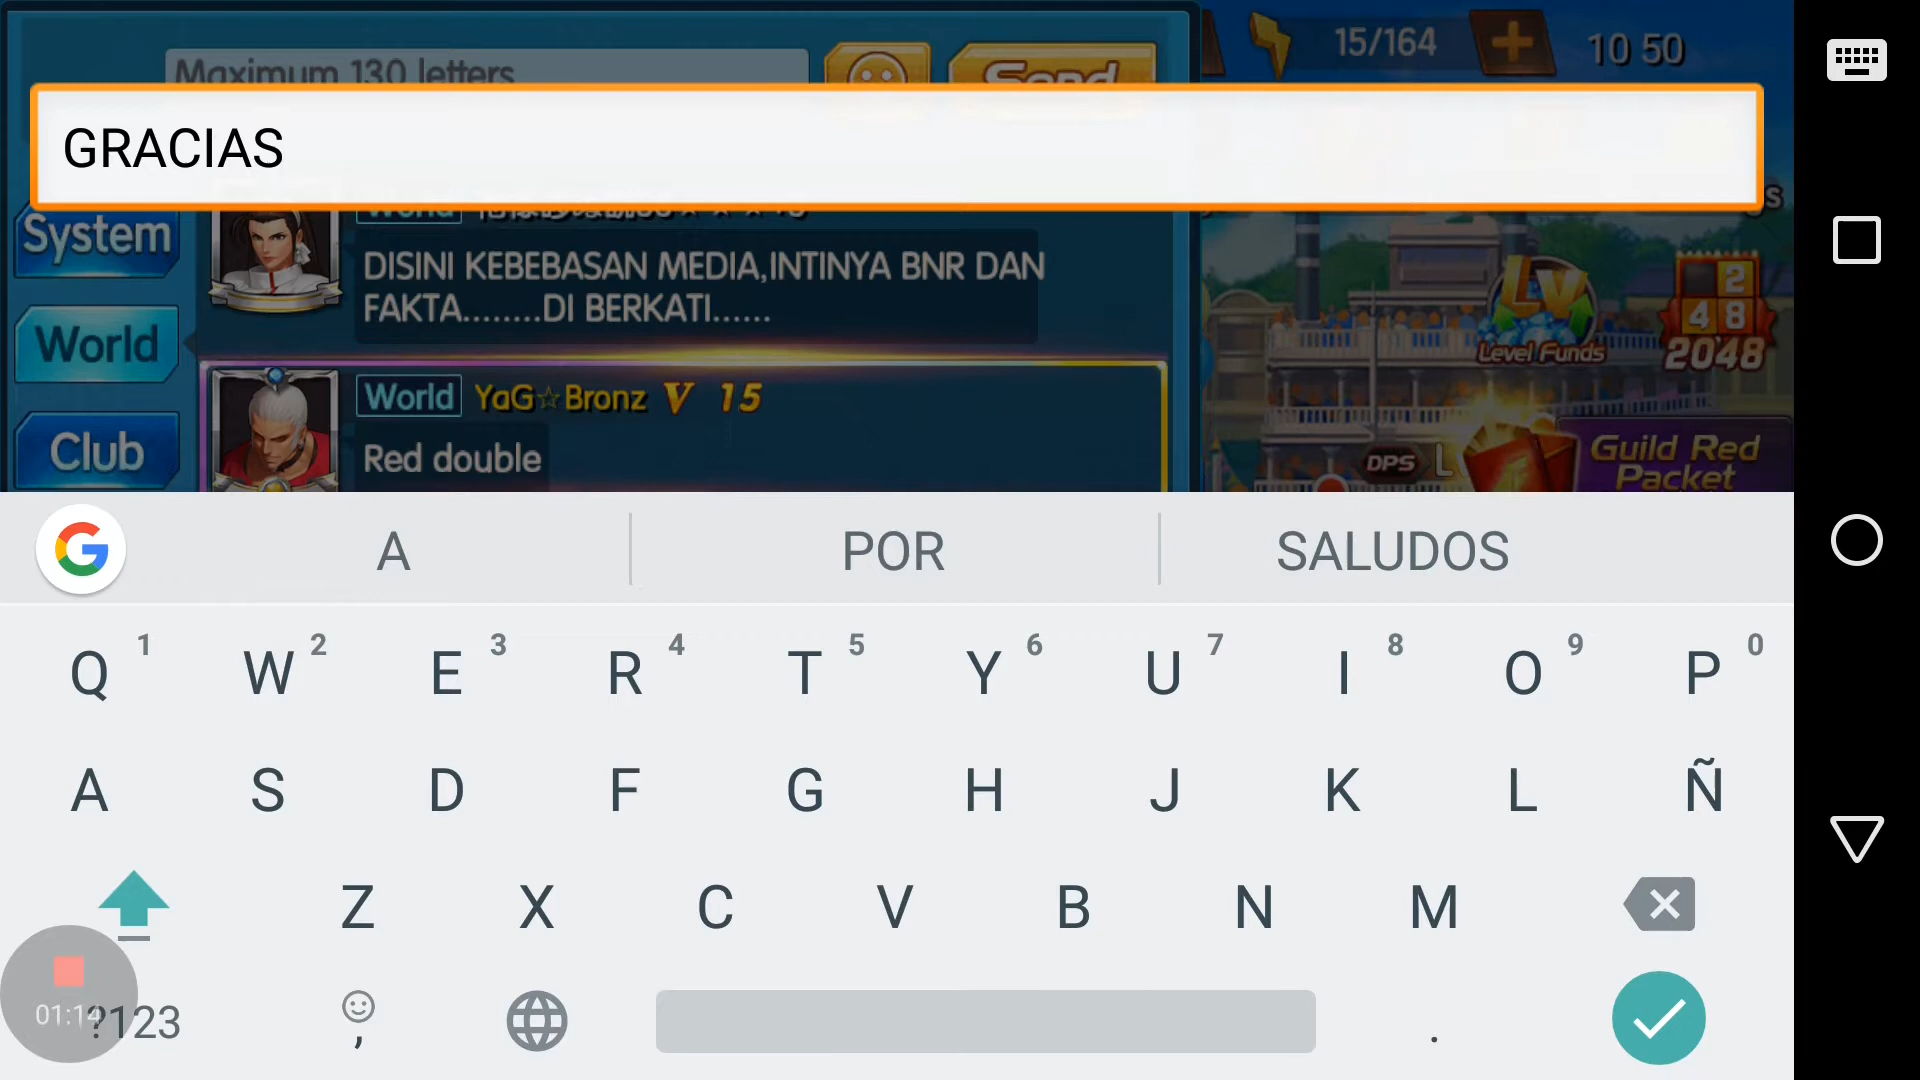 Maximum 130 letters
Send
15/164
10 50
GRACIAS
System
World
DISINI KEBEBASAN MEDIA,INTINYA BNR DAN
FAKTA........DI BERKATI......
World
Club
World YaG☆Bronz V 15
Red double
Level Funds
2 4 8
2048
DPS
L
Guild Red
Packet
A POR SALUDOS
Q 1 W 2 E 3 R 4 T 5 Y 6 U 7 I 8 O 9 P 0
A S D F G H J K L Ñ
Z X C V B N M
01:14
?123 , .